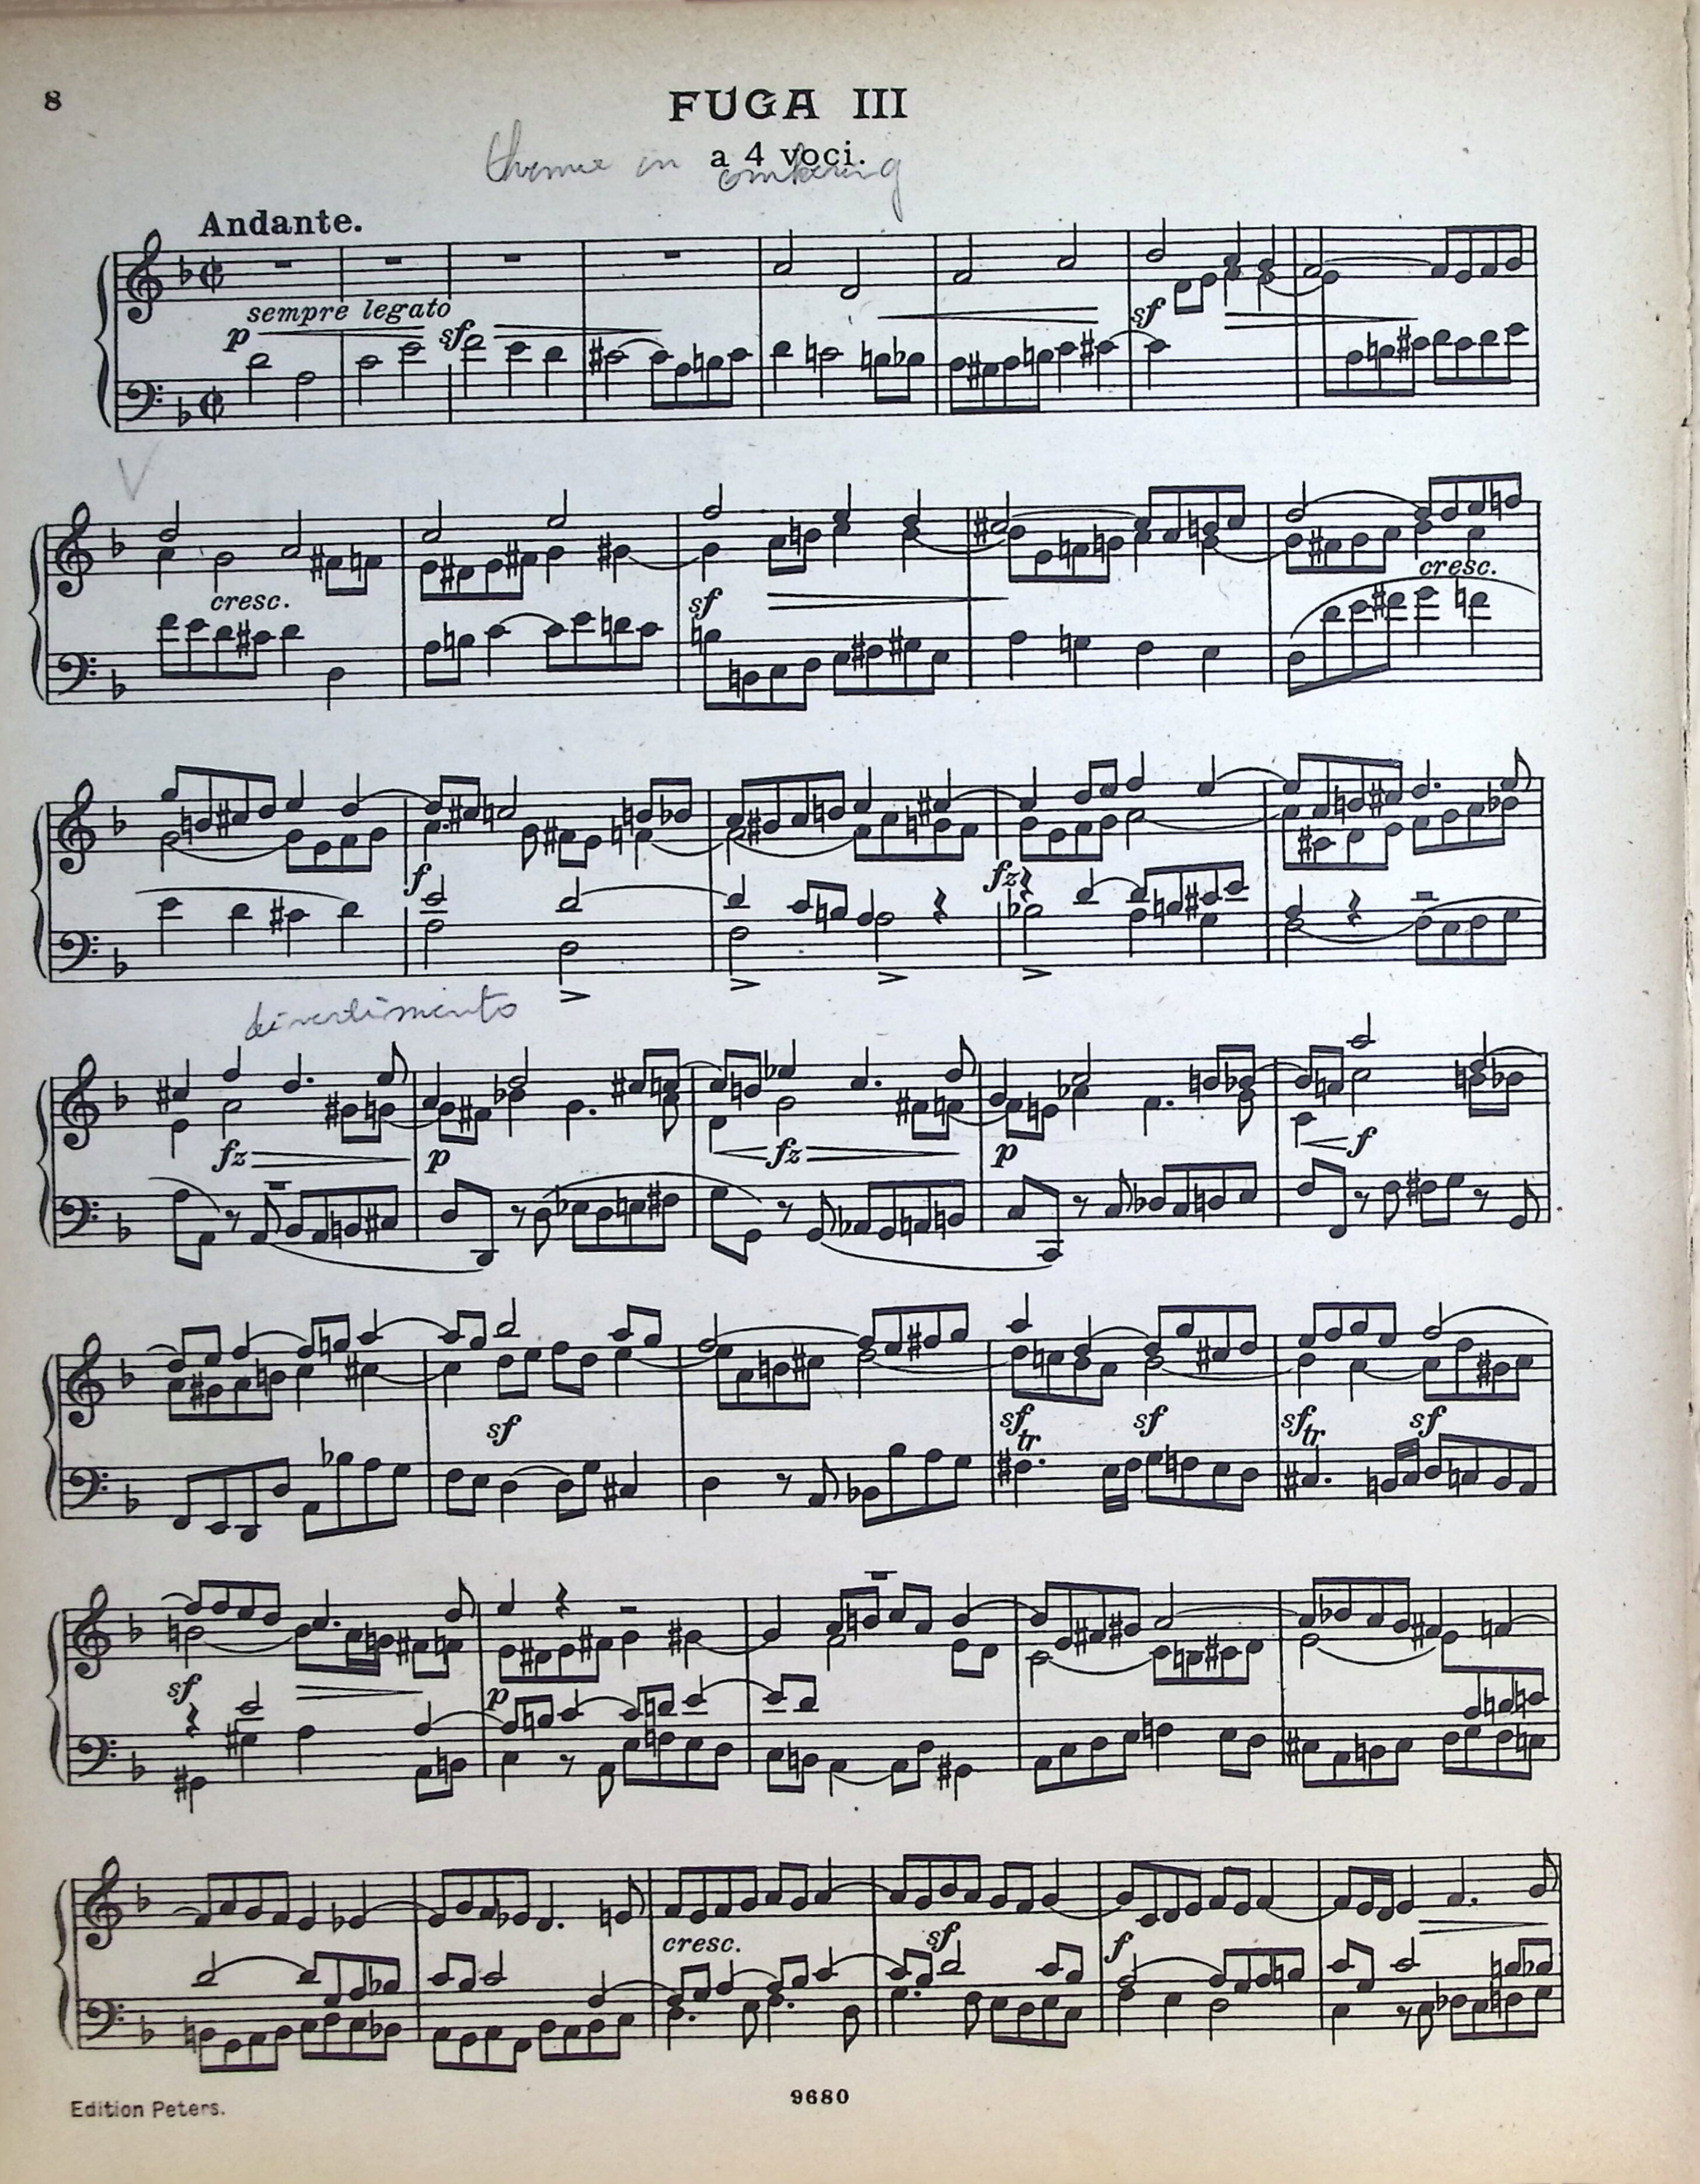 8
FUGA III
a 4 voci.
thema in omkering
Andante.
sempre legato
p sf
sf
cresc.
sf
cresc.
f
fz
divertimento
fz p fz p f
sf
sf tr sf sf tr sf
sf p
cresc. sf f
9680
Edition Peters.